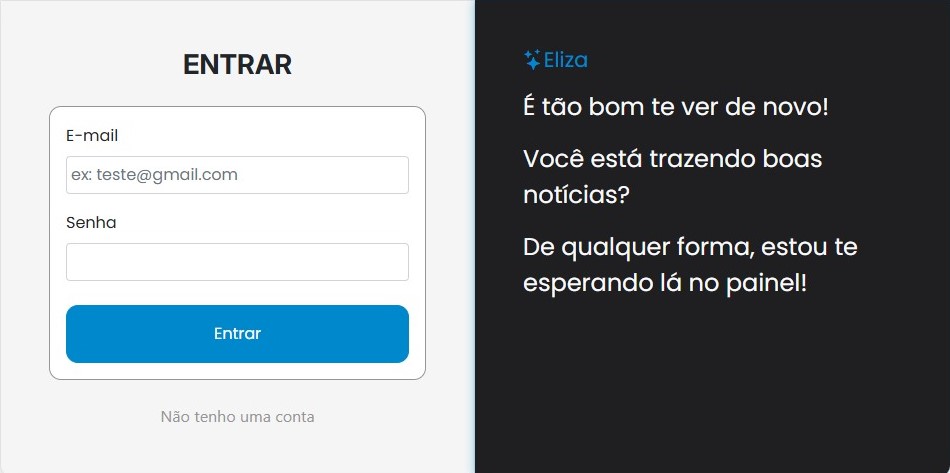 ENTRAR
E-mail
ex: teste@gmail.com
Senha
Entrar
Não tenho uma conta
Eliza
É tão bom te ver de novo!
Você está trazendo boas
notícias?
De qualquer forma, estou te
esperando lá no painel!